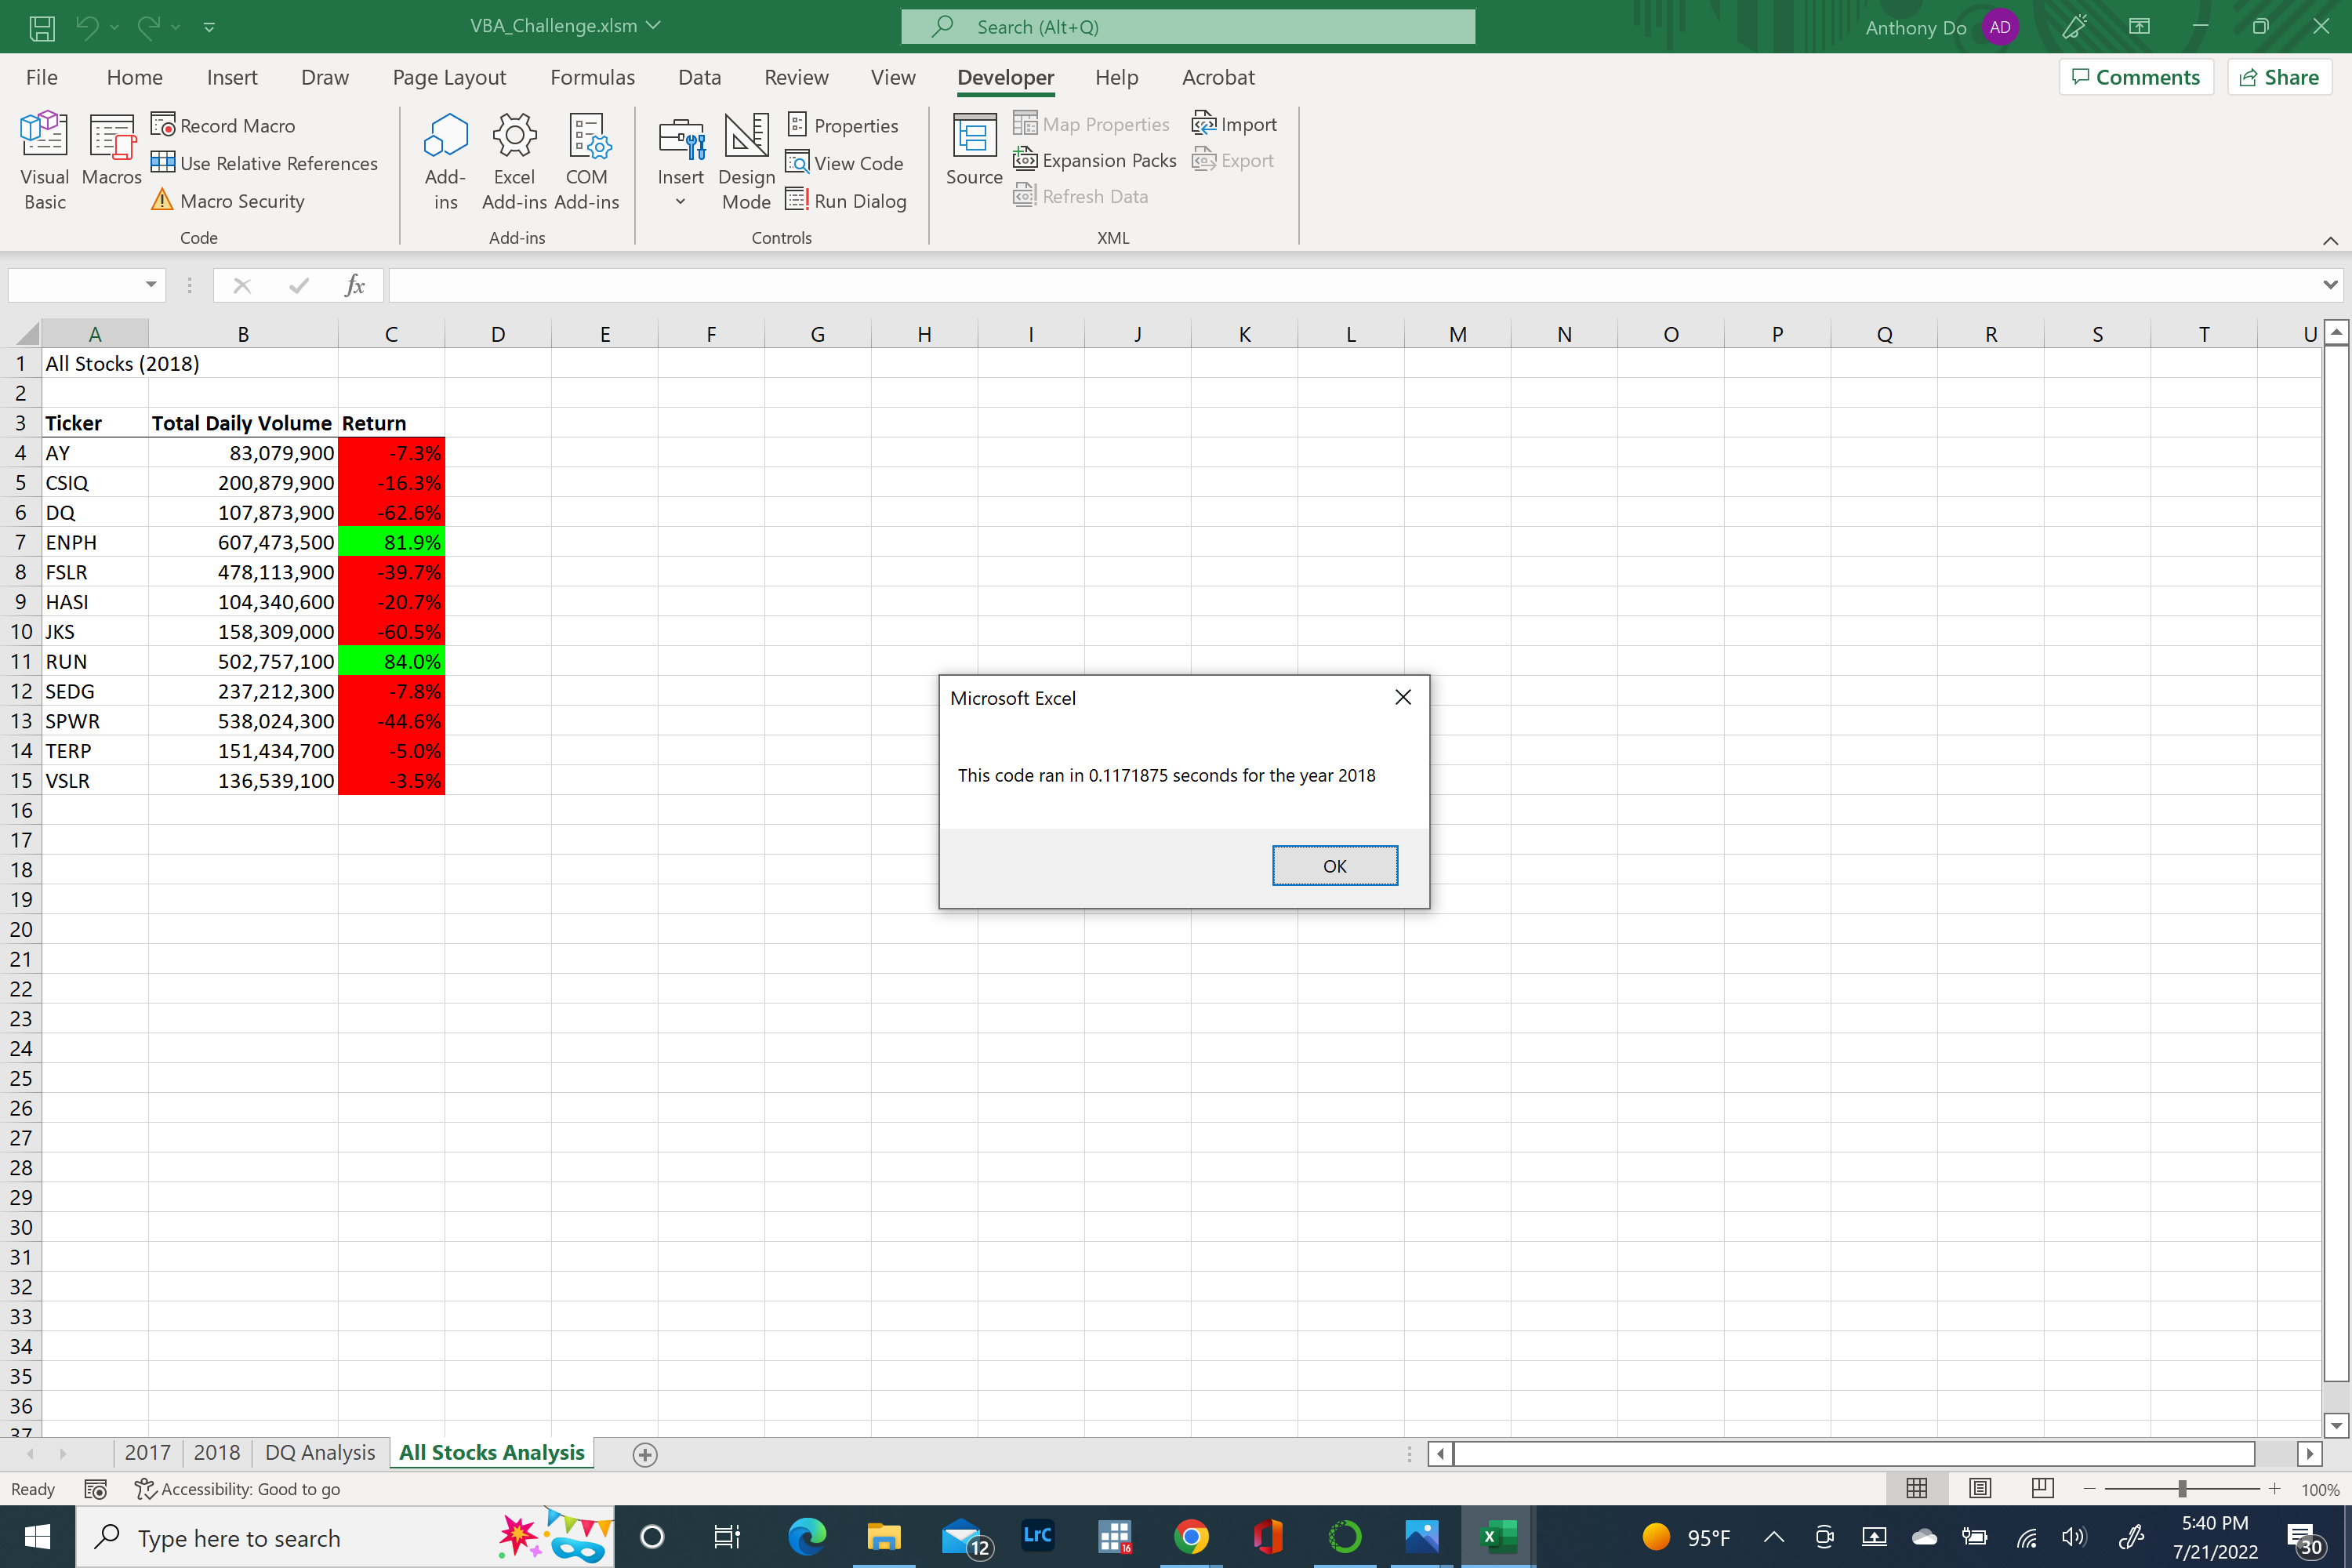 VBA_Challenge.xlsm
Search (Alt+Q)
Anthony Do AD
File Home Insert Draw Page Layout Formulas Data Review View Developer Help Acrobat
Comments Share
Visual Basic
Macros
Record Macro
Use Relative References
Macro Security
Code
Add-ins
Excel Add-ins
COM Add-ins
Add-ins
Insert
Design Mode
Properties
View Code
Run Dialog
Controls
Source
Map Properties
Expansion Packs
Refresh Data
Import
Export
XML
fx
A B C D E F G H I J K L M N O P Q R S T U
1 All Stocks (2018)
2
3 Ticker Total Daily Volume Return
4 AY 83,079,900 -7.3%
5 CSIQ 200,879,900 -16.3%
6 DQ 107,873,900 -62.6%
7 ENPH 607,473,500 81.9%
8 FSLR 478,113,900 -39.7%
9 HASI 104,340,600 -20.7%
10 JKS 158,309,000 -60.5%
11 RUN 502,757,100 84.0%
12 SEDG 237,212,300 -7.8%
13 SPWR 538,024,300 -44.6%
14 TERP 151,434,700 -5.0%
15 VSLR 136,539,100 -3.5%
16
17
18
19
20
21
22
23
24
25
26
27
28
29
30
31
32
33
34
35
36
37
Microsoft Excel
This code ran in 0.1171875 seconds for the year 2018
OK
2017 2018 DQ Analysis All Stocks Analysis
Ready Accessibility: Good to go 100%
Type here to search
12
LrC
16
X
95°F
5:40 PM
7/21/2022
30